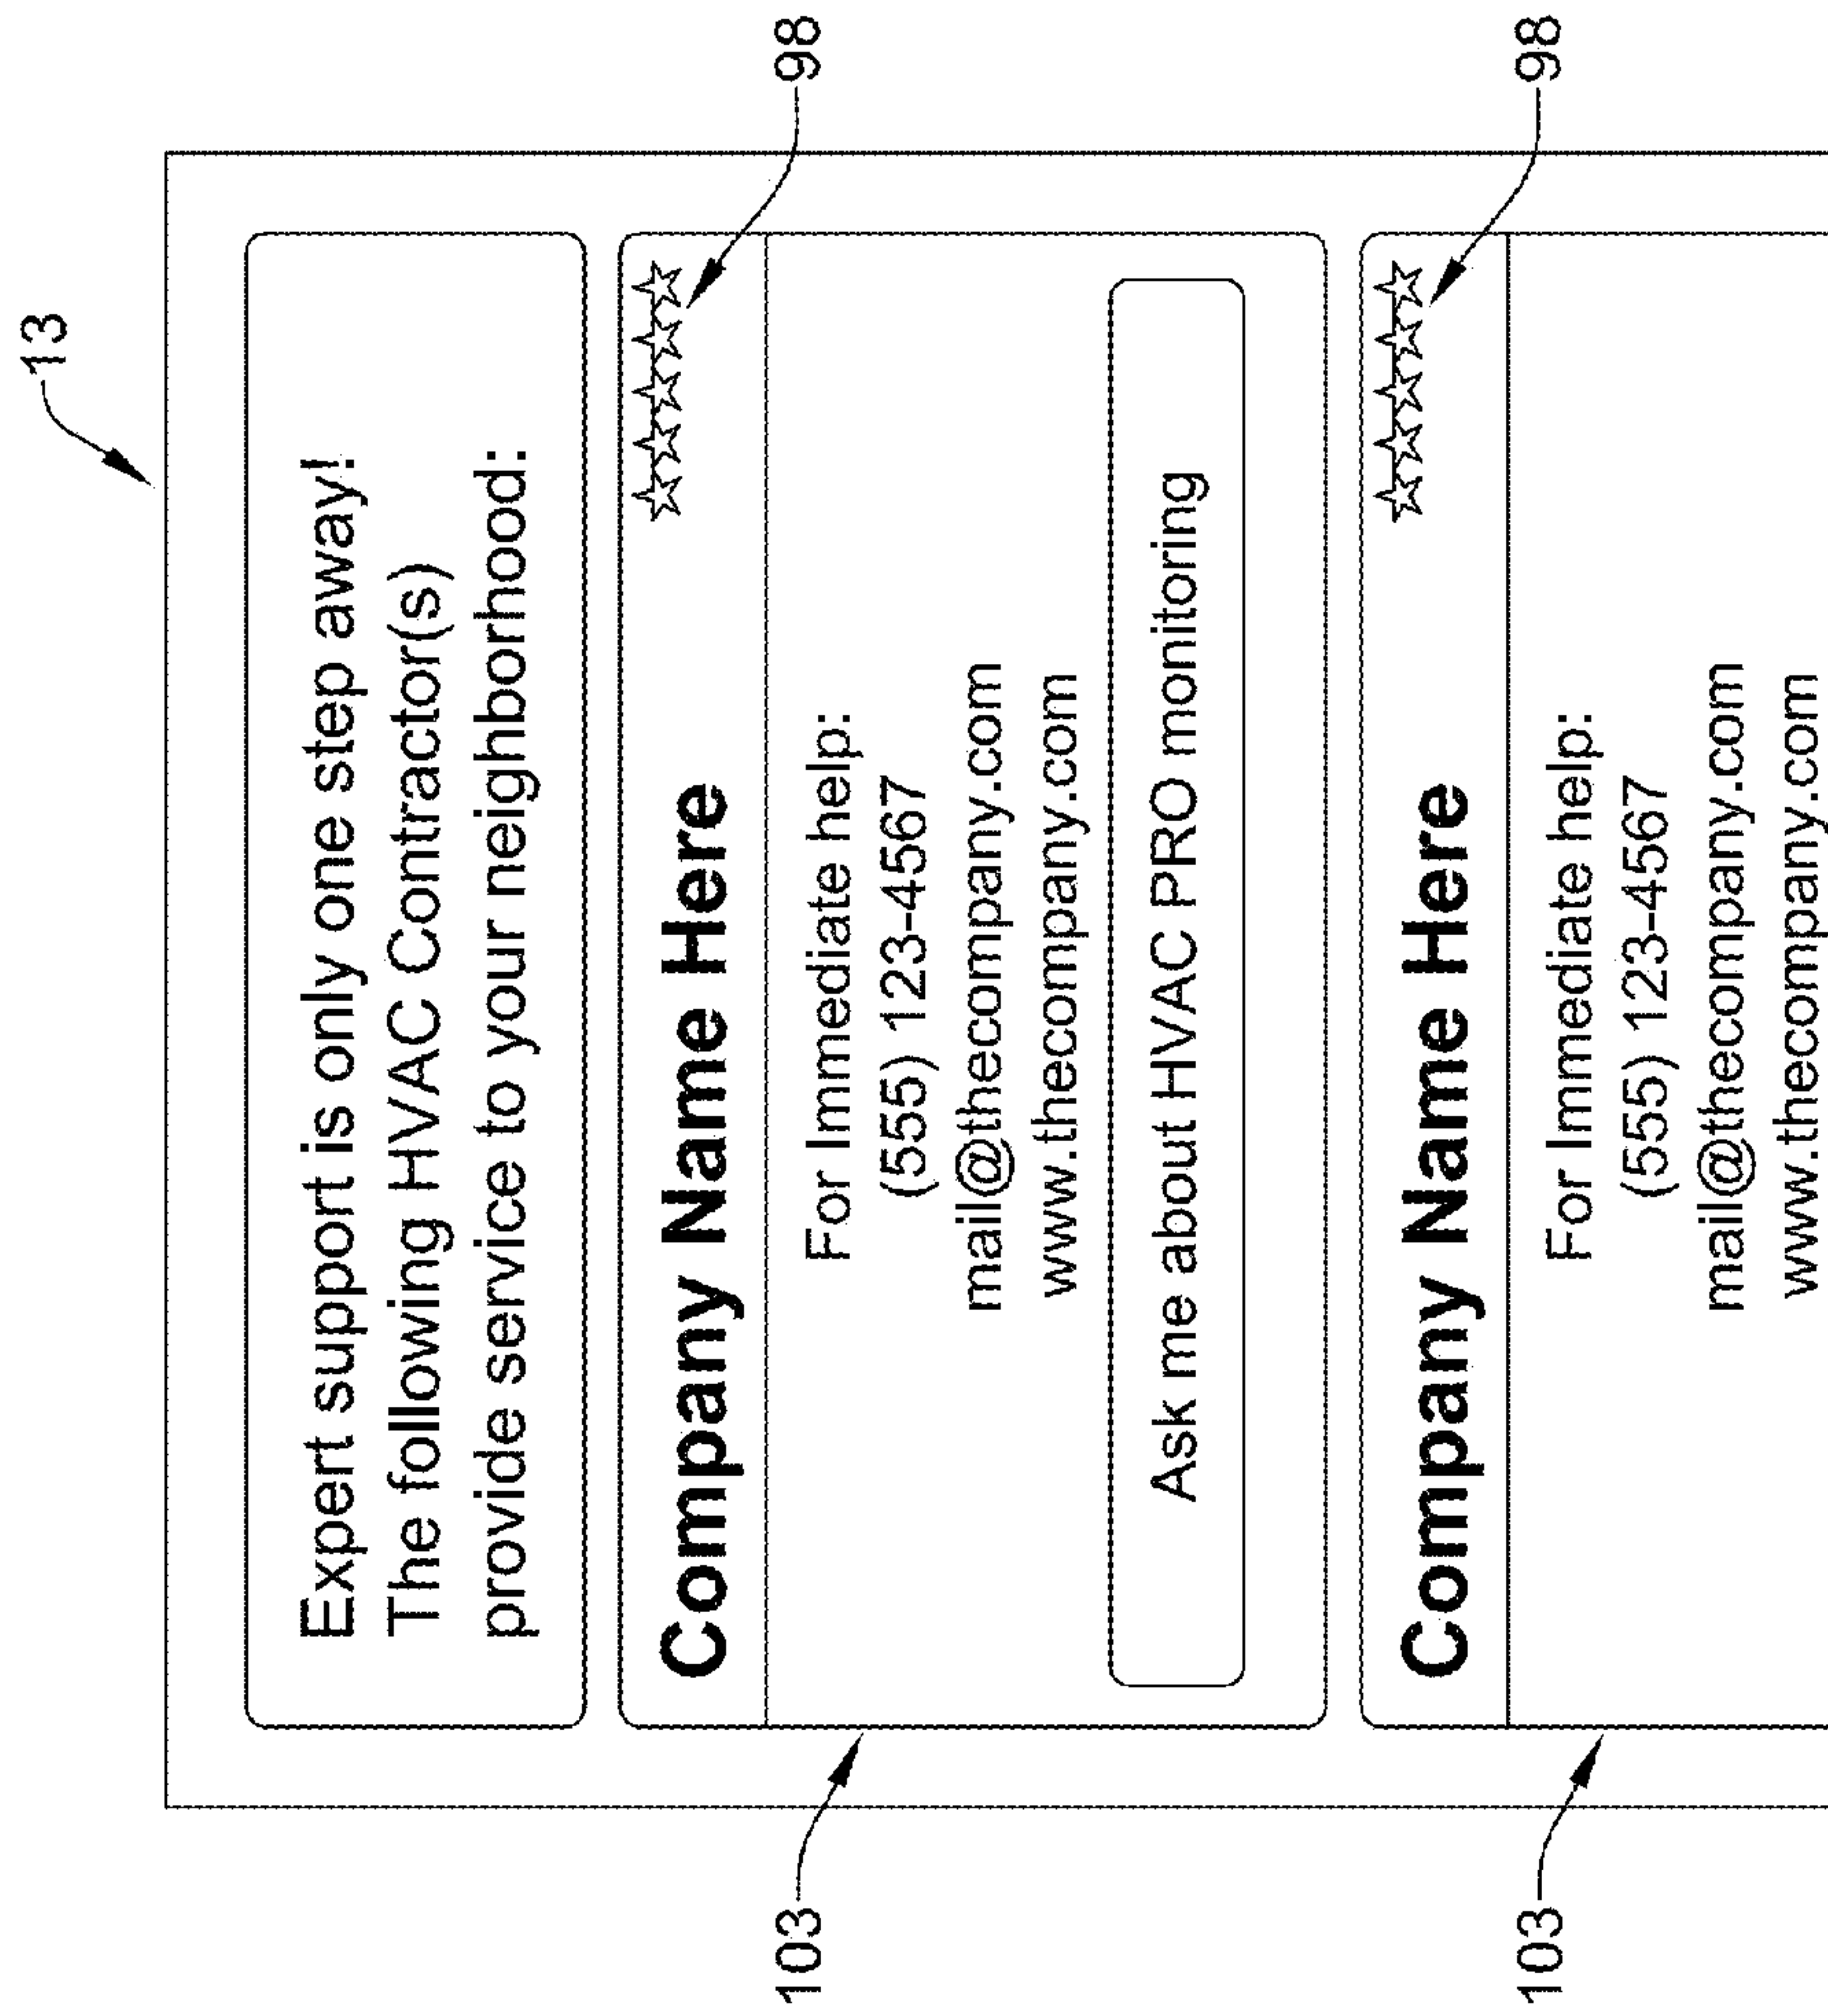 13
Expert support is only one step away!
The following HVAC Contractor(s)
provide service to your neighborhood:
Company Name Here
98
103
For Immediate help:
(555) 123-4567
mail@thecompany.com
www.thecompany.com
Ask me about HVAC PRO monitoring
Company Name Here
98
103
For Immediate help:
(555) 123-4567
mail@thecompany.com
www.thecompany.com